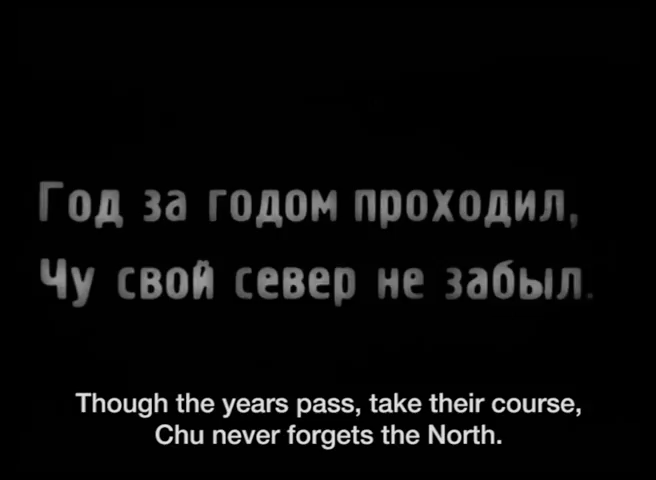 Год за годом проходил,
Чу свой север не забыл.
Though the years pass, take their course,
Chu never forgets the North.